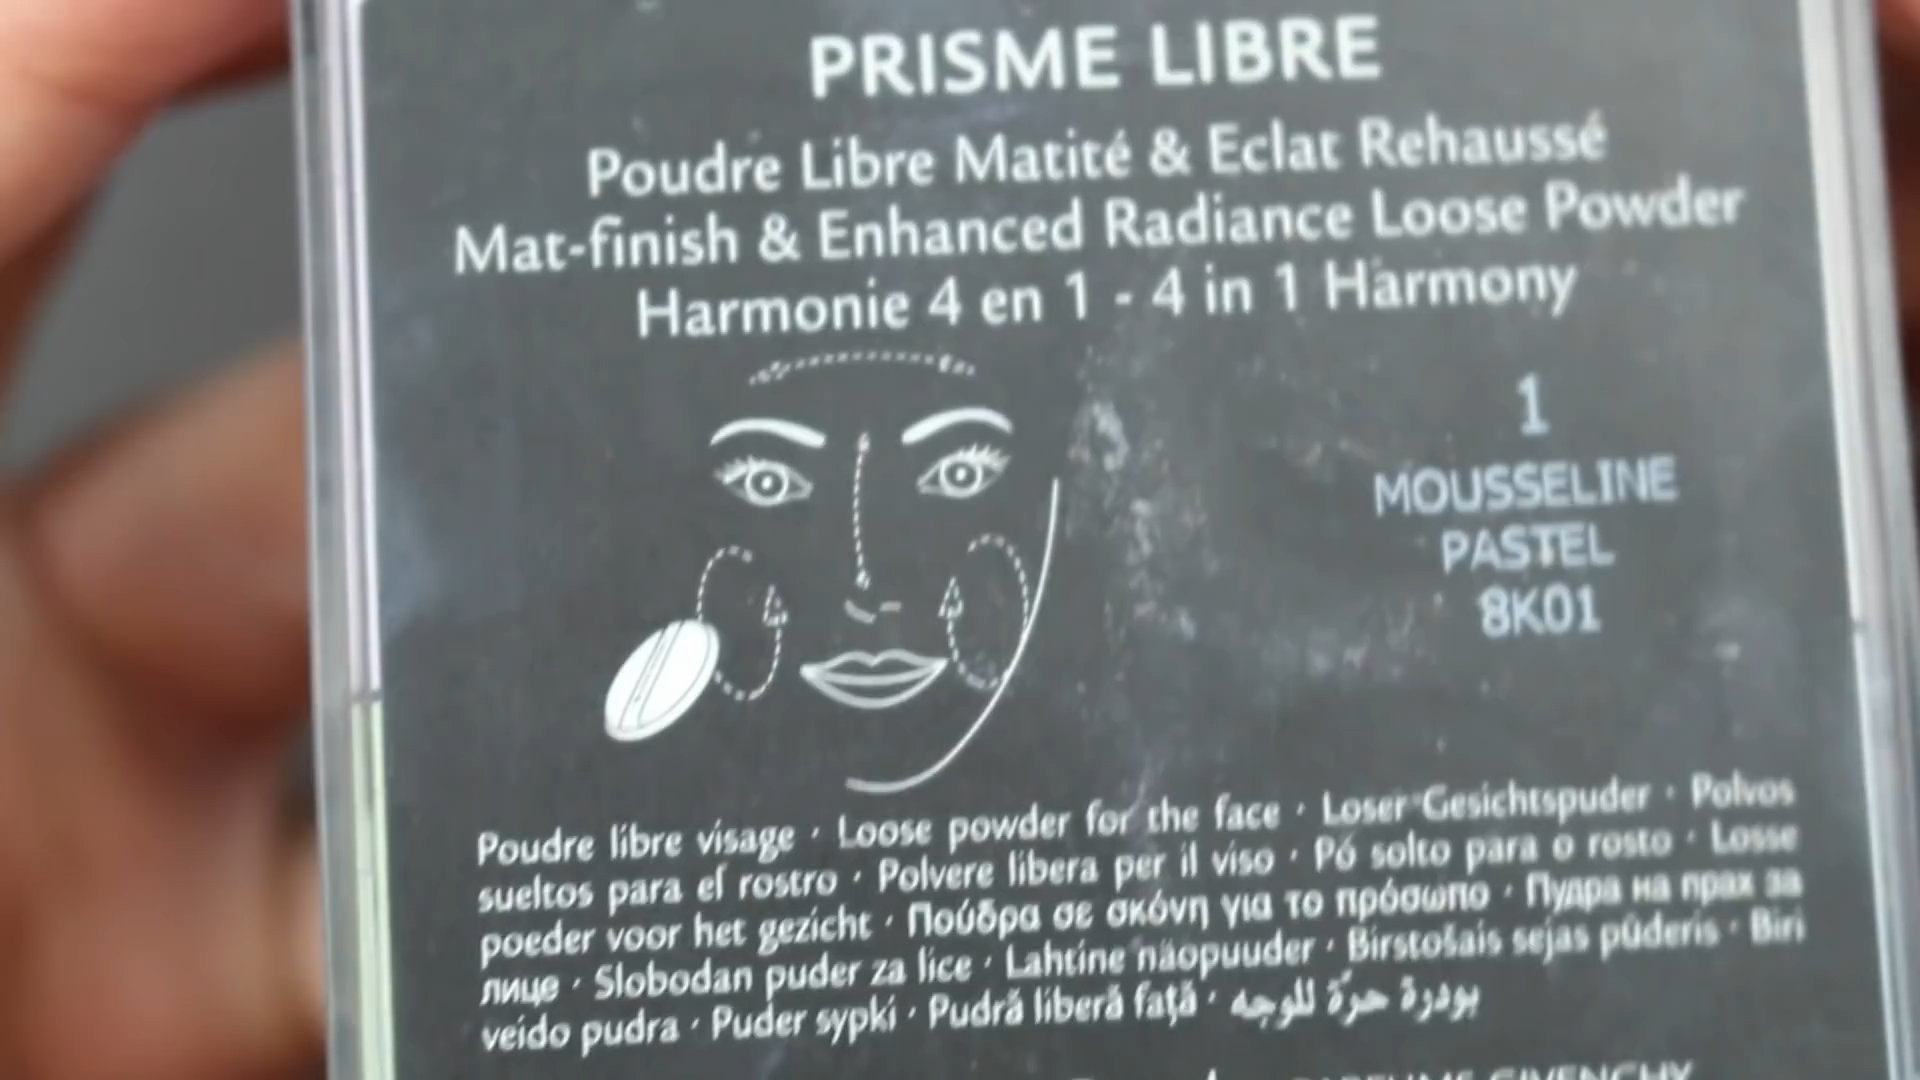 PRISME LIBRE
Poudre Libre Matité & Eclat Rehaussé
Mat-finish & Enhanced Radiance Loose Powder
Harmonie 4 en 1 - 4 in 1 Harmony
1
MOUSSELINE
PASTEL
8K01
Poudre libre visage · Loose powder for the face · Loser Gesichtspuder · Polvos
sueltos para el rostro · Polvere libera per il viso · Pó solto para o rosto · Losse
poeder voor het gezicht · Πούδρα σε σκόνη για το πρόσωπο · Пудра на прах за
лице · Slobodan puder za lice · Lahtine näopuuder · Birstošais sejas pūderis · Biri
veido pudra · Puder sypki · Pudră liberă faţă · بودرة حرّة للوجه
GIVENCHY